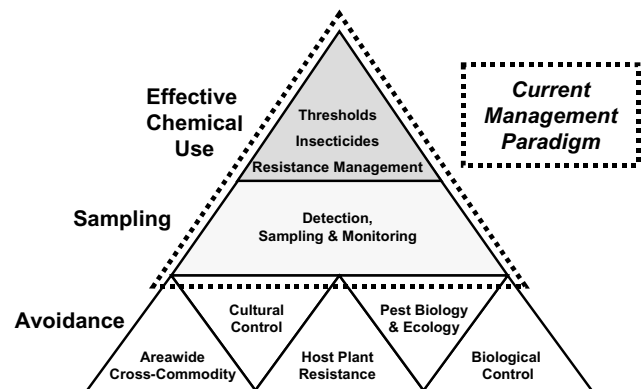 Effective
Chemical
Use
Thresholds
Insecticides
Resistance Management
Current
Management
Paradigm
Sampling
Detection,
Sampling & Monitoring
Avoidance
Cultural
Control
Pest Biology
& Ecology
Areawide
Cross-Commodity
Host Plant
Resistance
Biological
Control